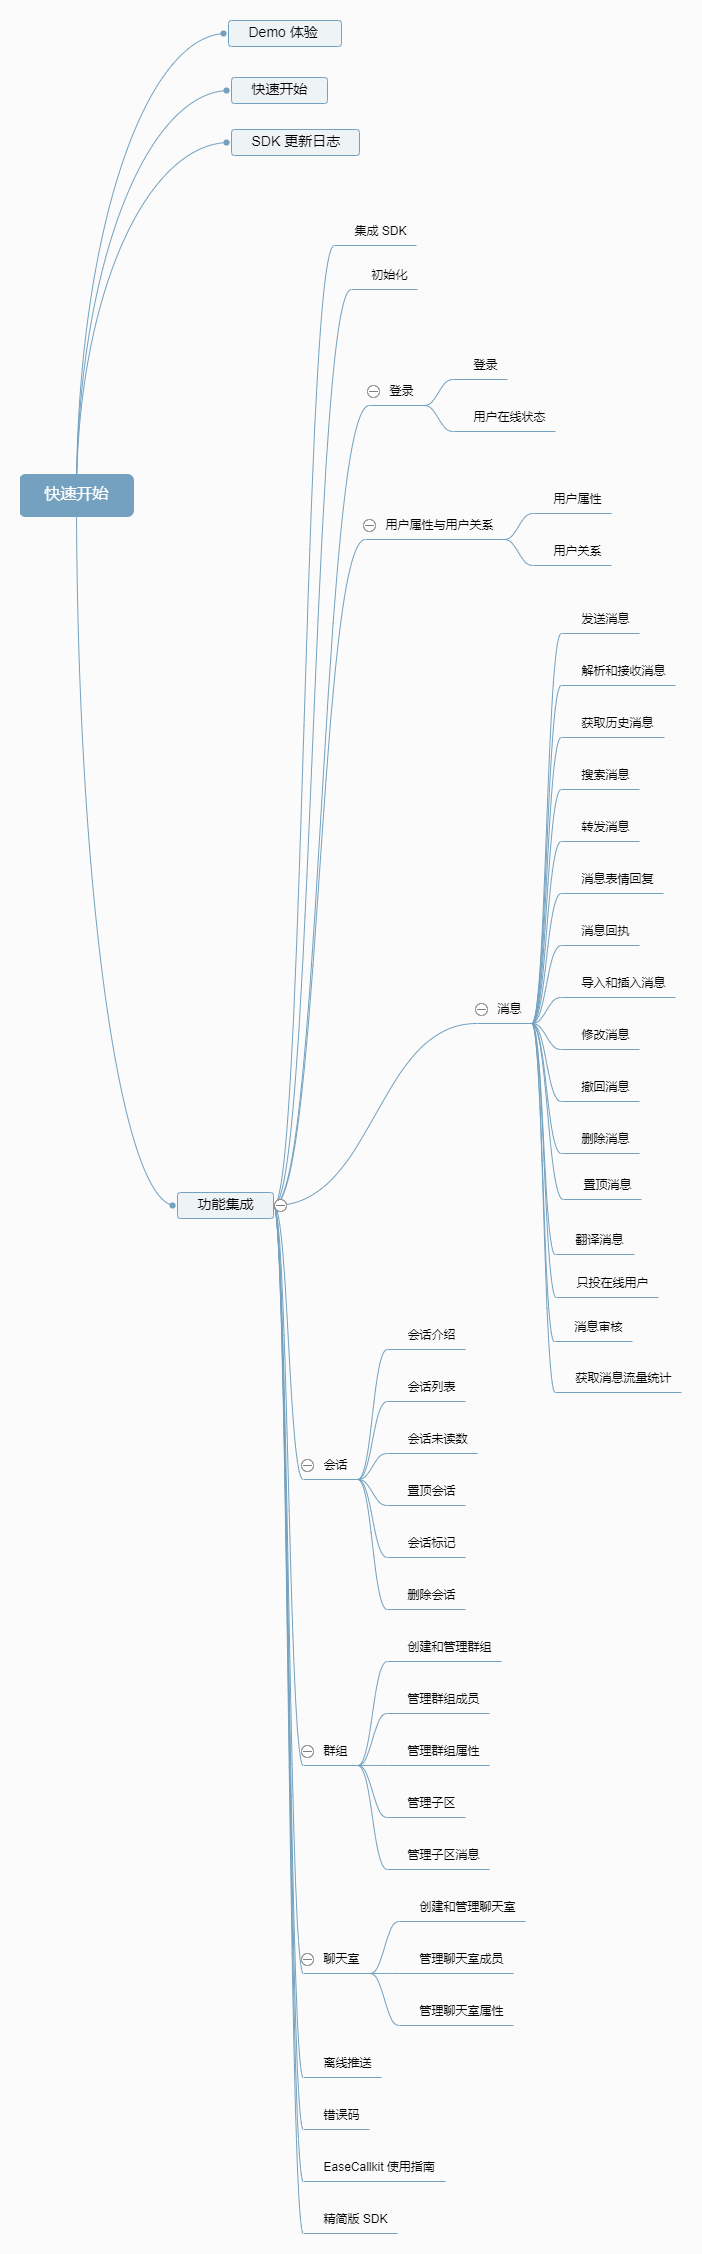 Demo 体验
快速开始
SDK 更新日志
集成 SDK
初始化
登录
登录
用户在线状态
快速开始
用户属性
用户属性与用户关系
用户关系
发送消息
解析和接收消息
获取历史消息
搜索消息
转发消息
消息表情回复
消息回执
导入和插入消息
消息
修改消息
撤回消息
删除消息
置顶消息
功能集成
翻译消息
只投在线用户
消息审核
会话介绍
获取消息流量统计
会话列表
会话未读数
会话
置顶会话
会话标记
删除会话
创建和管理群组
管理群组成员
群组
管理群组属性
管理子区
管理子区消息
创建和管理聊天室
聊天室
管理聊天室成员
管理聊天室属性
离线推送
错误码
EaseCallkit 使用指南
精简版 SDK